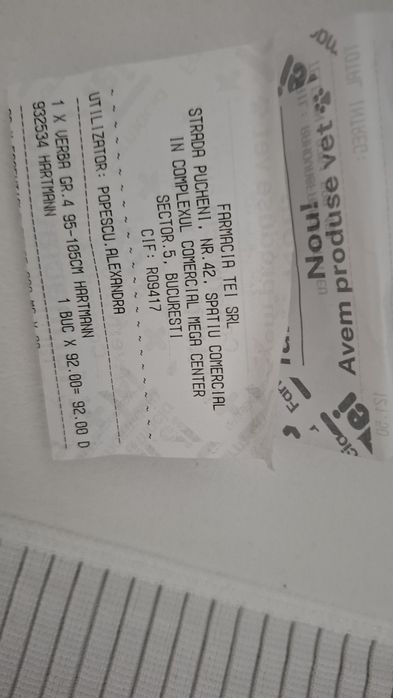 FARMACIA TEI SRL
STRADA PUCHENI, NR.42, SPATIU COMERCIAL
IN COMPLEXUL COMERCIAL MEGA CENTER
SECTOR.5, BUCURESTI
CIF: RO9417
UTILIZATOR: POPESCU.ALEXANDRA
1 X VERBA GR.4 95-105CM HARTMANN
1 BUC X 92.00= 92.00 D
932534 HARTMANN
Noui
Avem produse vet